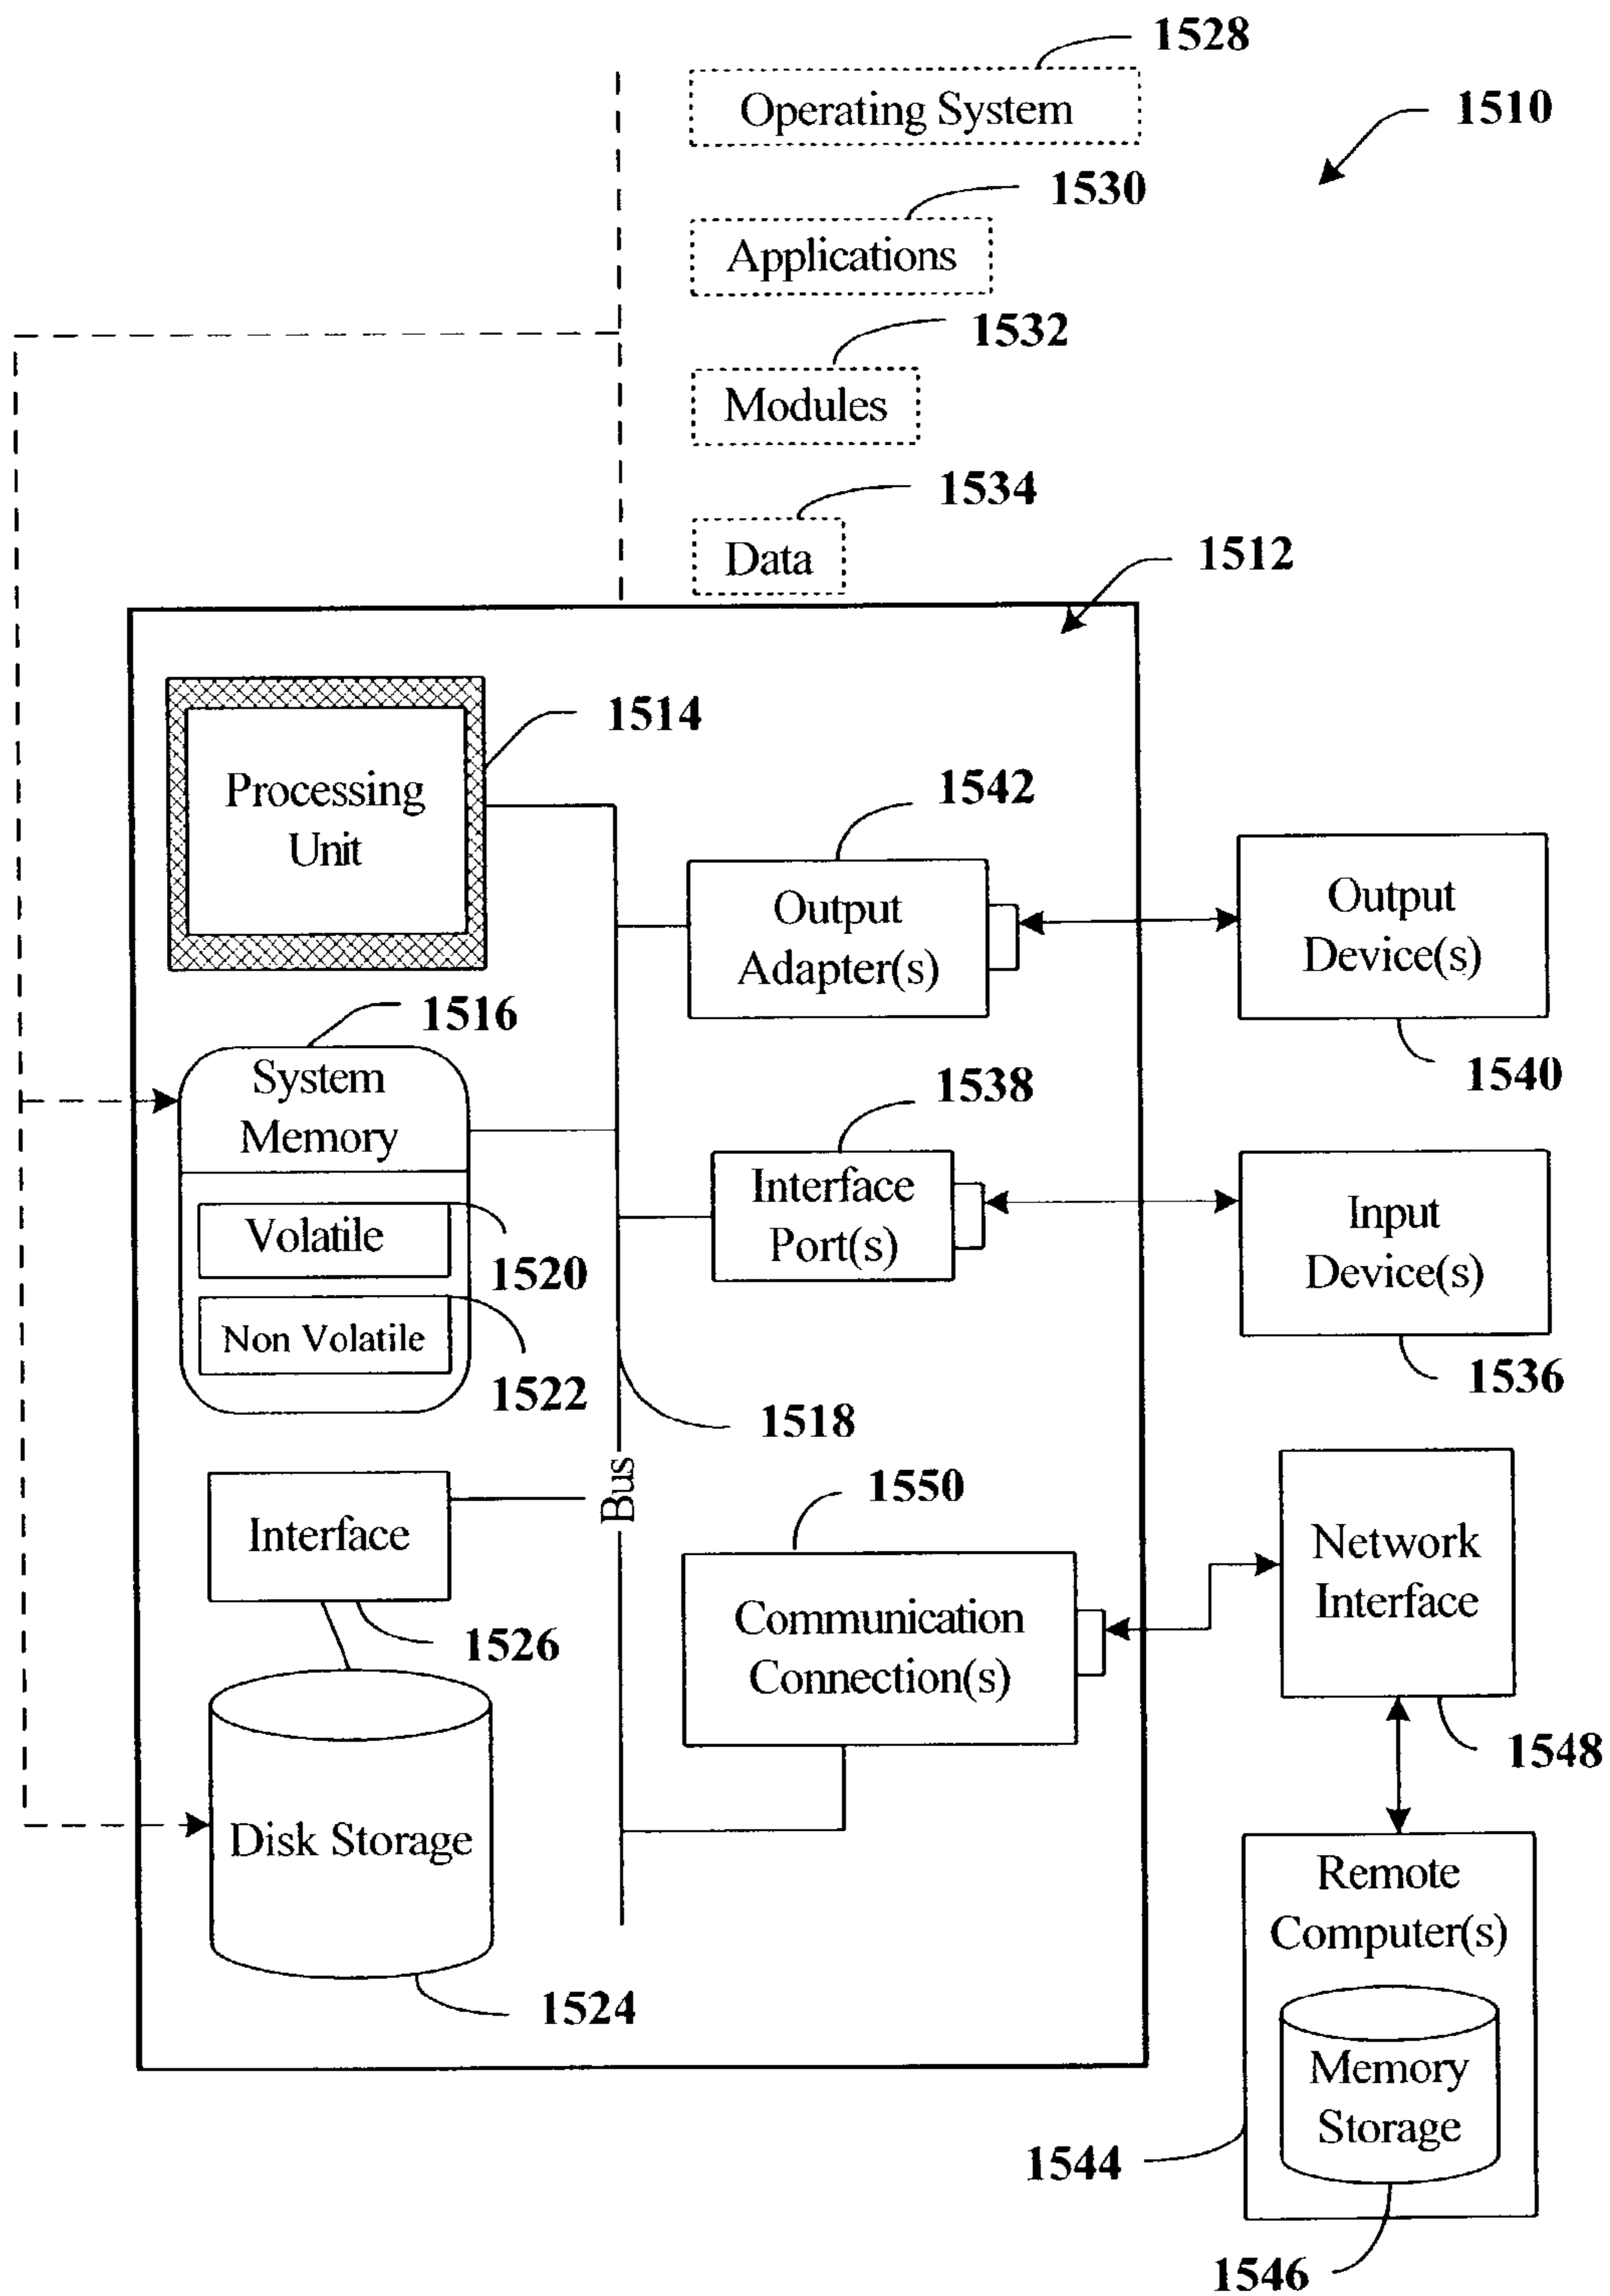 1528
Operating System
1510
1530
Applications
1532
Modules
1534
Data
1512
1514
Processing
Unit
1542
Output
Adapter(s)
Output
Device(s)
1540
1516
System
Memory
1538
Interface
Port(s)
Input
Device(s)
1536
Volatile
1520
Non Volatile
1522
1518
Bus
1550
Interface
1526
Communication
Connection(s)
Network
Interface
1548
Disk Storage
1524
Remote
Computer(s)
Memory
Storage
1544
1546